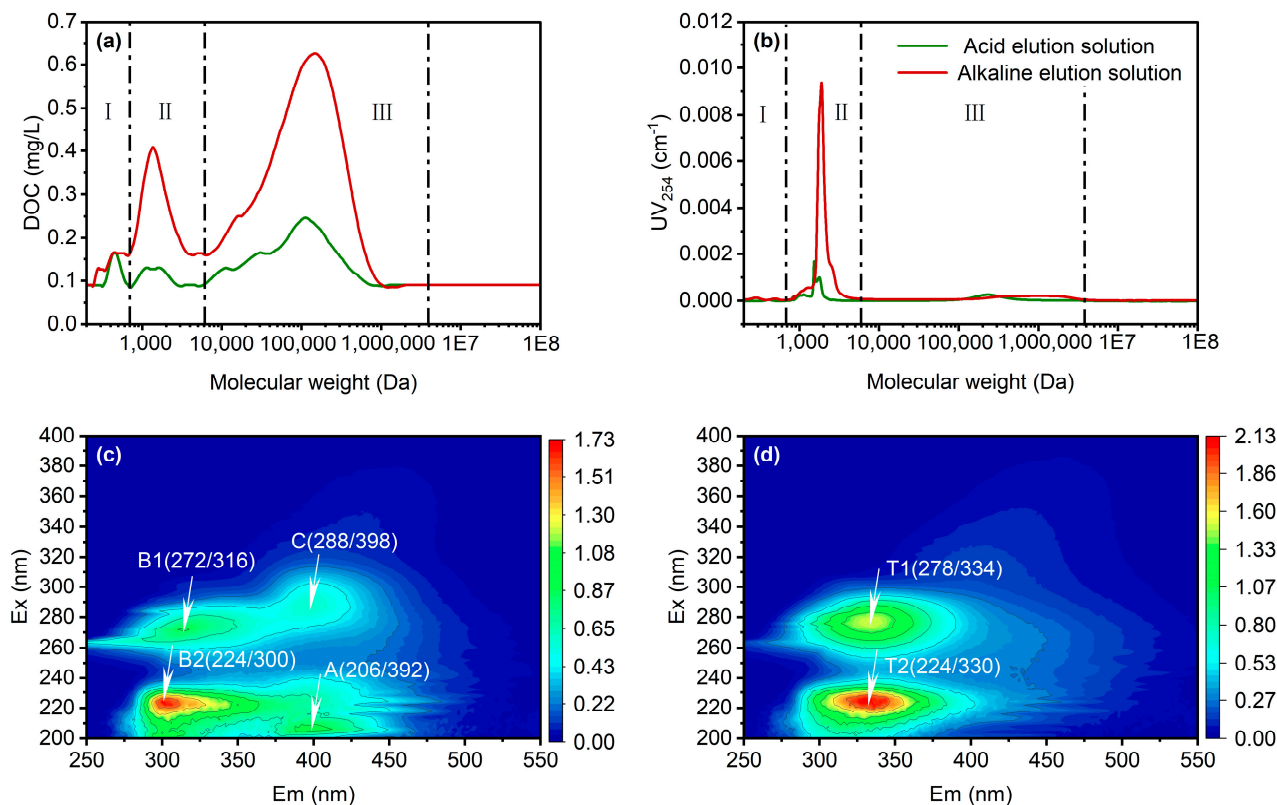 (a)
0.7
0.6
0.5
0.4
0.3
0.2
0.1
0.0
DOC (mg/L)
I
II
III
1,000
10,000
100,000
1,000,000
1E7
1E8
Molecular weight (Da)
(b)
0.012
0.010
0.008
0.006
0.004
0.002
0.000
UV254 (cm-1)
Acid elution solution
Alkaline elution solution
I
II
III
1,000
10,000
100,000
1,000,000
1E7
1E8
Molecular weight (Da)
(c)
400
380
360
340
320
300
280
260
240
220
200
Ex (nm)
B1(272/316)
C(288/398)
B2(224/300)
A(206/392)
250
300
350
400
450
500
550
Em (nm)
1.73
1.51
1.30
1.08
0.87
0.65
0.43
0.22
0.00
(d)
400
380
360
340
320
300
280
260
240
220
200
Ex (nm)
T1(278/334)
T2(224/330)
250
300
350
400
450
500
550
Em (nm)
2.13
1.86
1.60
1.33
1.06
0.80
0.53
0.27
0.00